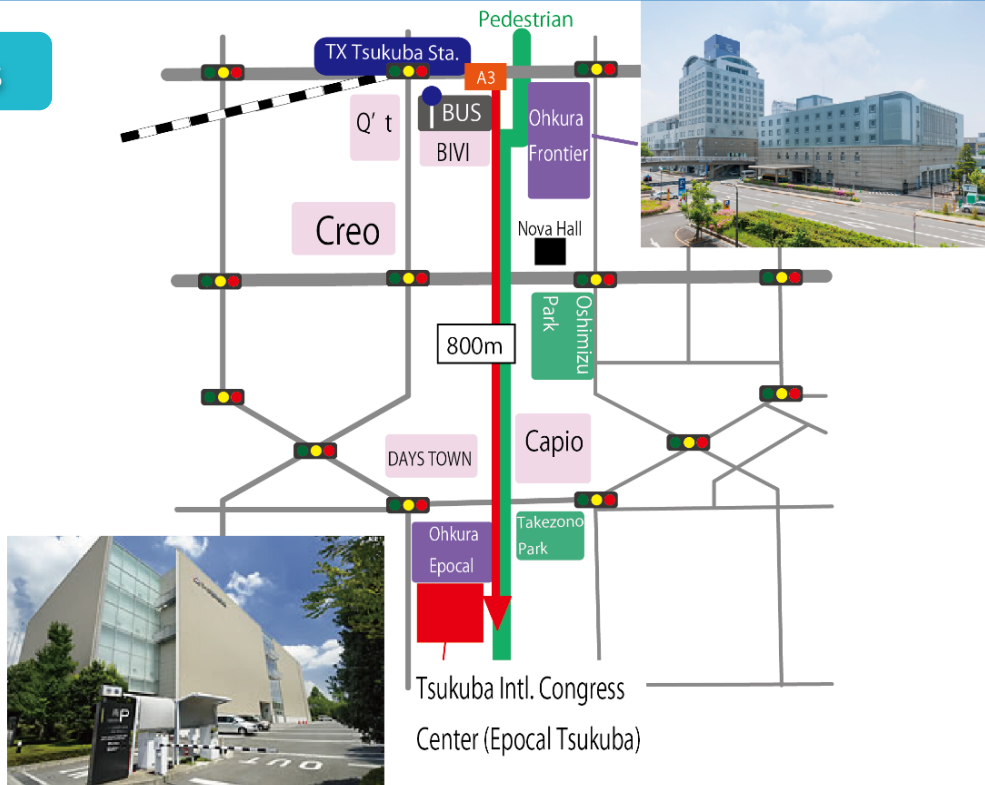 Pedestrian
TX Tsukuba Sta.
A3
Q't
BUS
BIVI
Ohkura
Frontier
Creo
Nova Hall
Oshimizu
Park
800m
DAYS TOWN
Capio
Ohkura
Epocal
Takezono
Park
P
OUT
Tsukuba Intl. Congress
Center (Epocal Tsukuba)